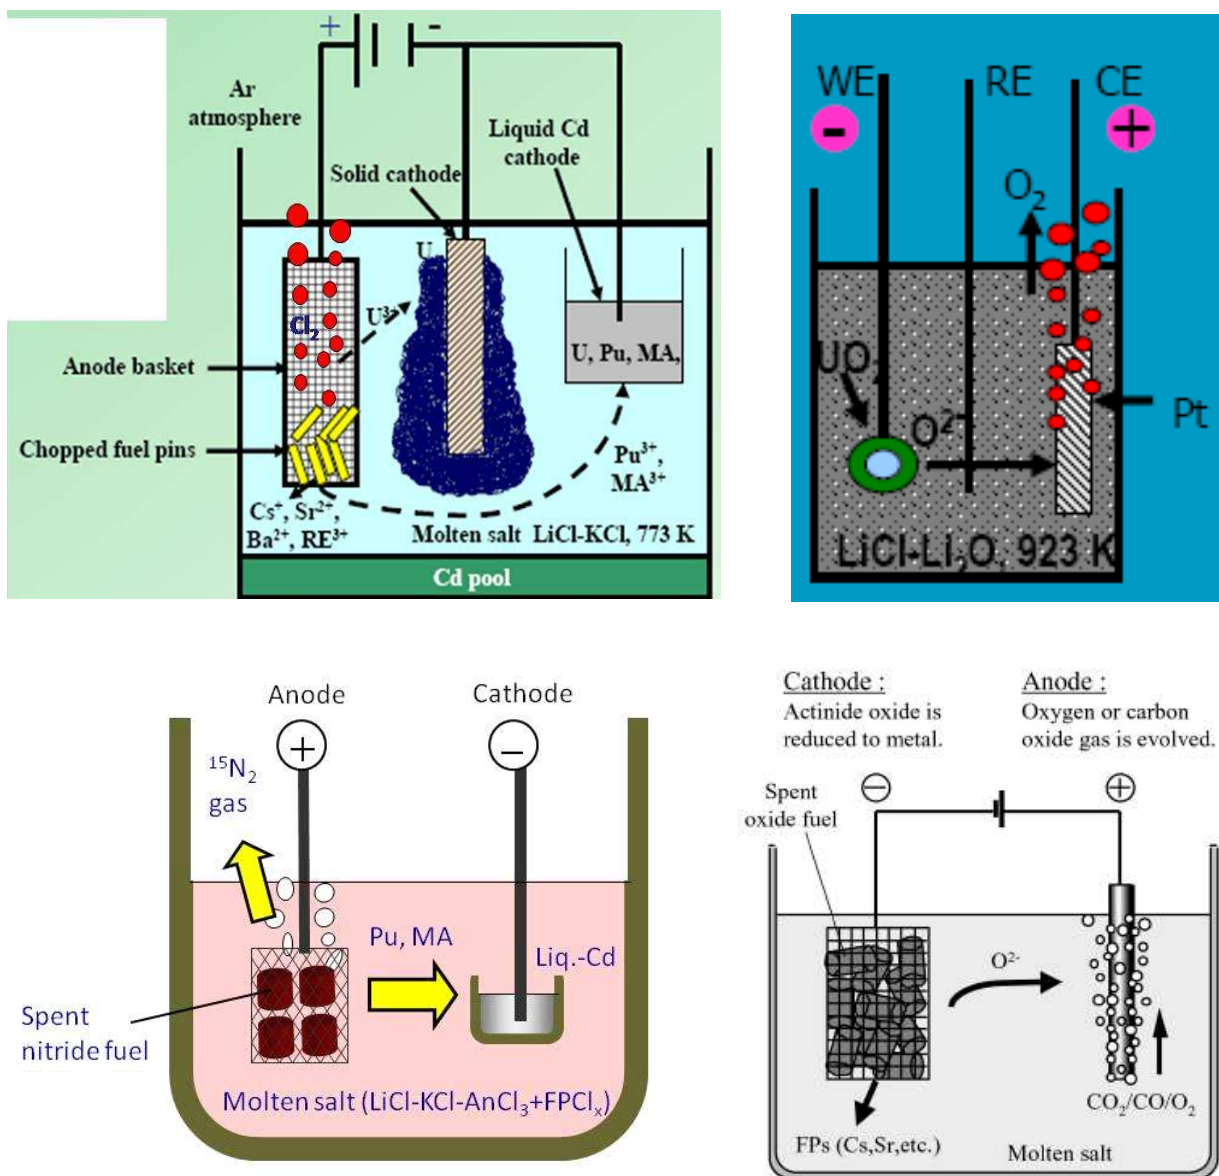 + -
Ar
atmosphere
Liquid Cd
cathode
Solid cathode
U
Cl₂
U³⁺
U, Pu, MA,
Anode basket
Chopped fuel pins
Pu³⁺,
MA³⁺
Cs⁺, Sr²⁺,
Ba²⁺, RE³⁺
Molten salt LiCl-KCl, 773 K
Cd pool
WE RE CE
- +
O₂
UO₂
O²⁻
Pt
LiCl-Li₂O, 923 K
Anode Cathode
+ −
¹⁵N₂
gas
Pu, MA
Liq.-Cd
Spent
nitride fuel
Molten salt (LiCl-KCl-AnCl₃+FPClₓ)
Cathode :
Actinide oxide is
reduced to metal.
Anode :
Oxygen or carbon
oxide gas is evolved.
Spent
oxide fuel
− +
O²⁻
CO₂/CO/O₂
FPs (Cs,Sr,etc.)
Molten salt